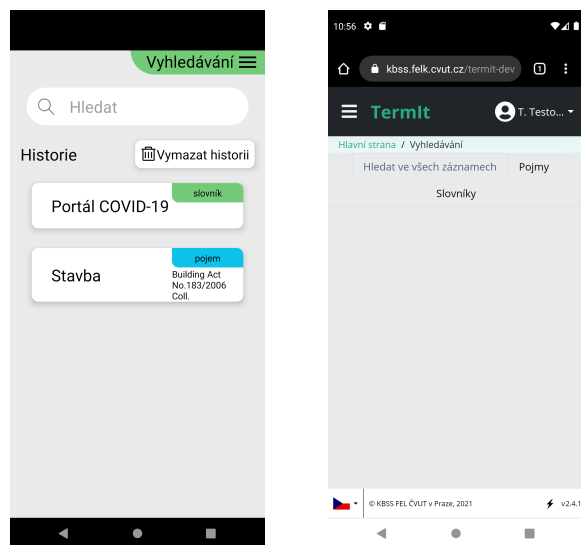 Vyhledávání
Hledat
Historie
Vymazat historii
slovník
Portál COVID-19
pojem
Stavba
Building Act
No.183/2006
Coll.
10:56
kbss.felk.cvut.cz/termit-dev
1
TermIt
T. Testo...
Hlavní strana / Vyhledávání
Hledat ve všech záznamech
Pojmy
Slovníky
© KBSS FEL ČVUT v Praze, 2021
v2.4.1